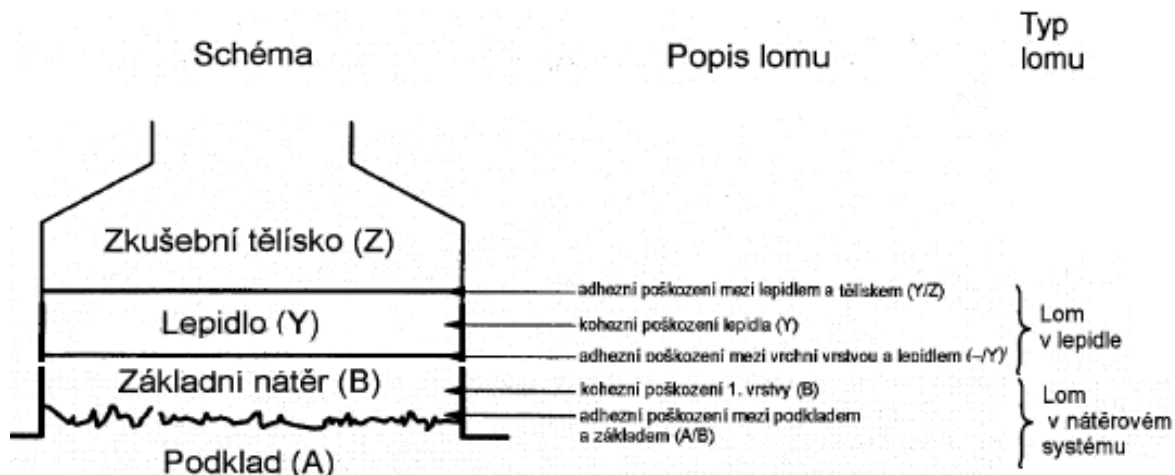 Schéma
Popis lomu
Typ
lomu
Zkušební tělísko (Z)
adhezní poškození mezi lepidlem a tělískem (Y/Z)
Lepidlo (Y)
kohezní poškození lepidla (Y)
Lom
v lepidle
adhezní poškození mezi vrchní vrstvou a lepidlem (–/Y)
Základní nátěr (B)
kohezní poškození 1. vrstvy (B)
adhezní poškození mezi podkladem
a základem (A/B)
Lom
v nátěrovém
systému
Podklad (A)